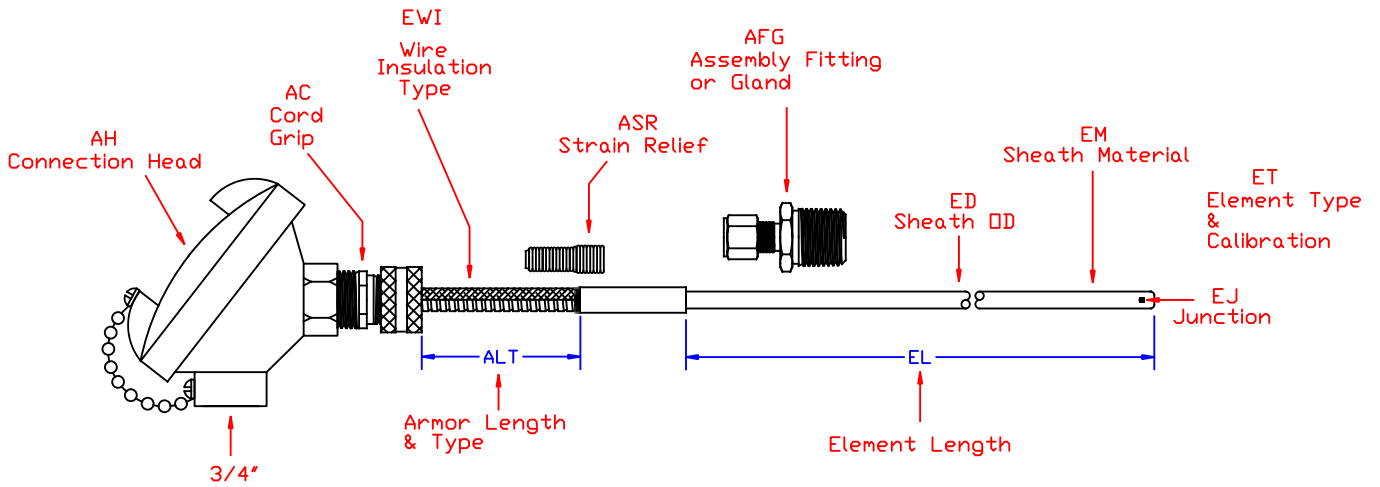 EWI
Wire
Insulation
Type
AFG
Assembly Fitting
or Gland
AC
Cord
Grip
ASR
Strain Relief
AH
Connection Head
EM
Sheath Material
ET
Element Type
&
Calibration
ED
Sheath OD
EJ
Junction
ALT
EL
Armor Length
& Type
Element Length
3/4"